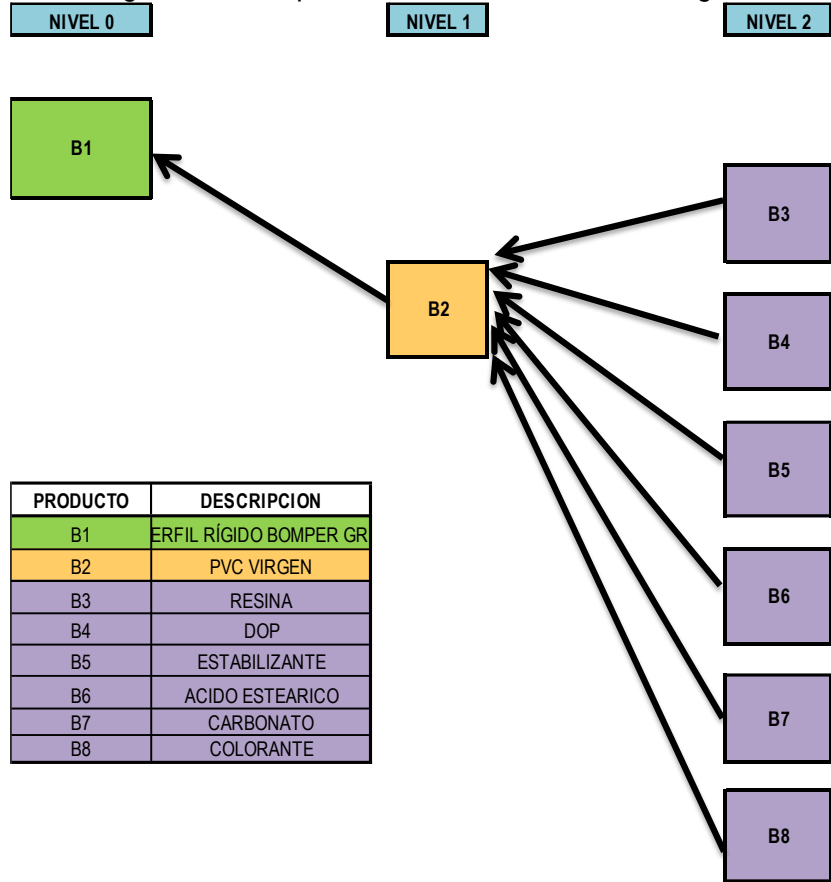 NIVEL 0 NIVEL 1 NIVEL 2
B1
B3
B2
B4
B5
B6
B7
B8
PRODUCTO DESCRIPCION
B1 ERFIL RÍGIDO BOMPER GR
B2 PVC VIRGEN
B3 RESINA
B4 DOP
B5 ESTABILIZANTE
B6 ACIDO ESTEARICO
B7 CARBONATO
B8 COLORANTE